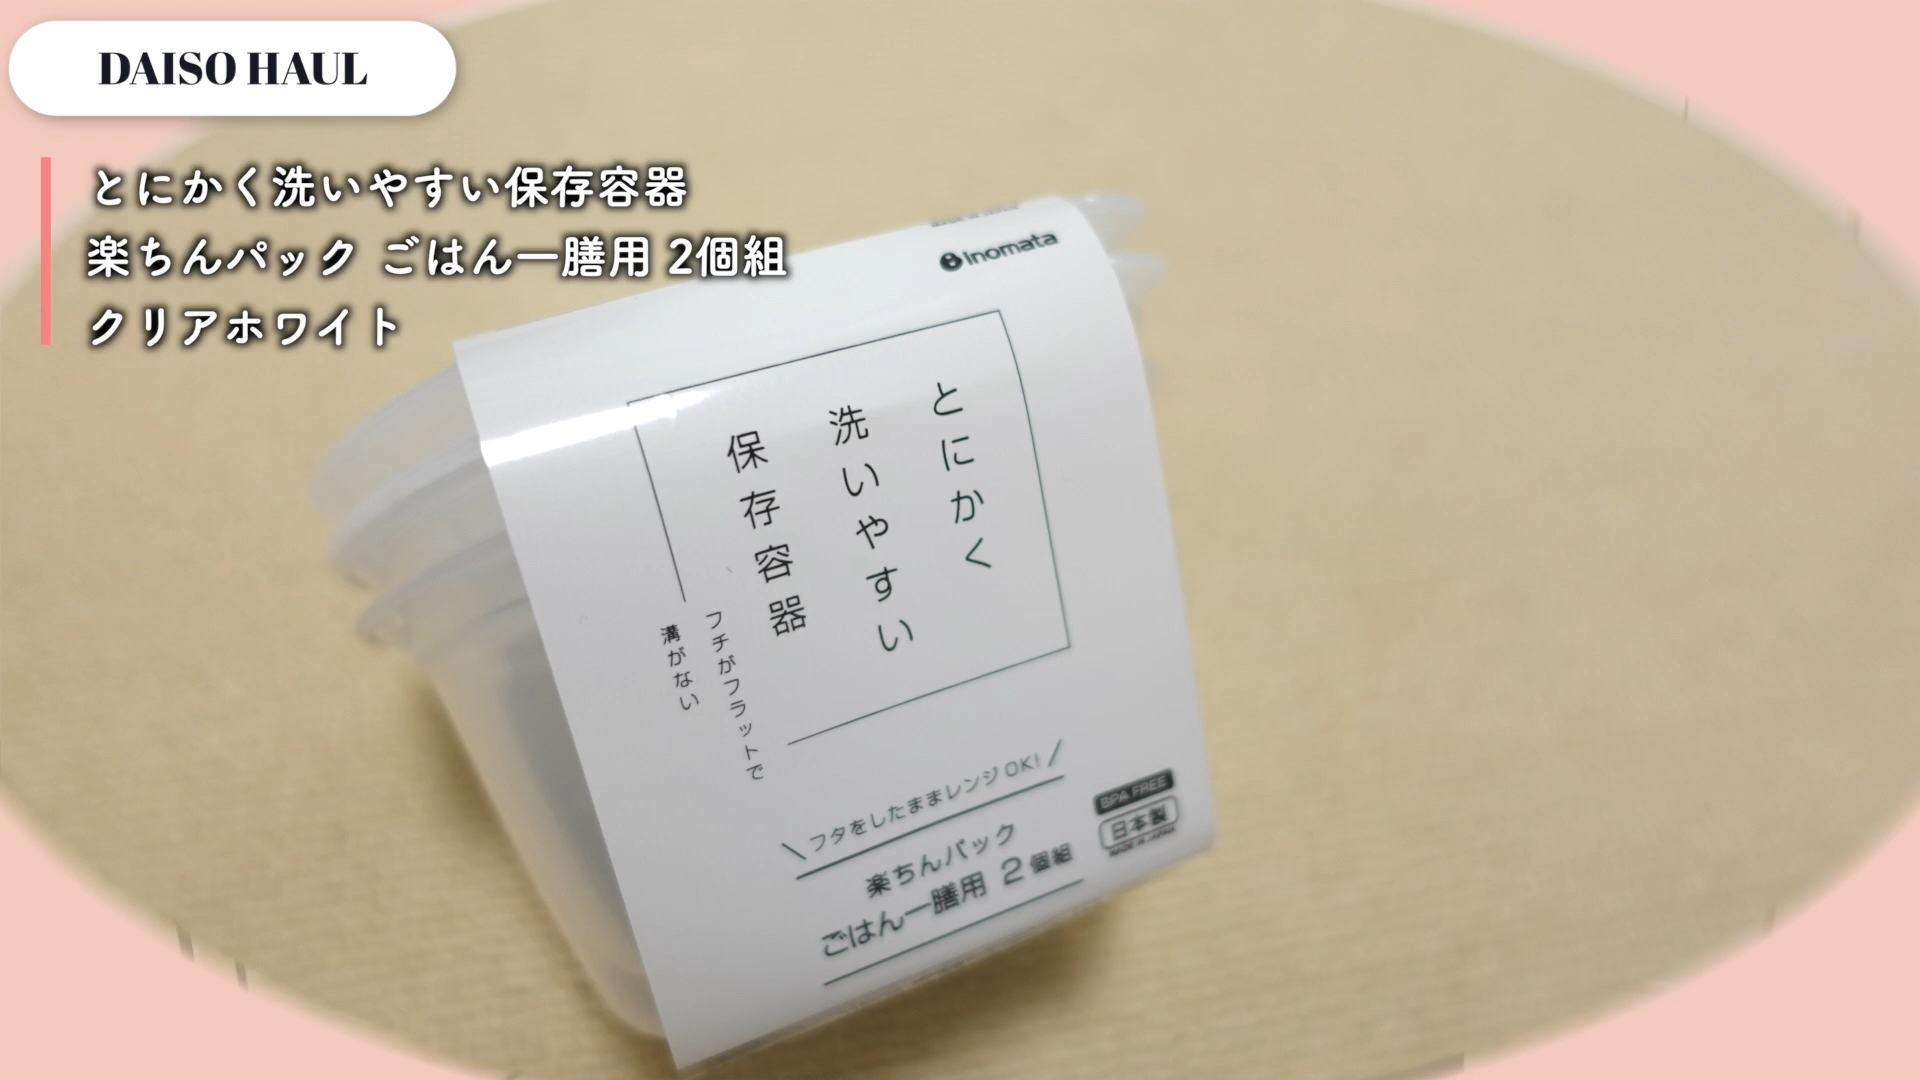 DAISO HAUL
とにかく洗いやすい保存容器
楽ちんパック ごはん一膳用 2個組
クリアホワイト
inomata
とにかく
洗いやすい
保存容器
フチがフラットで
溝がない
フタをしたままレンジOK!
楽ちんパック
ごはん一膳用 2個組
BPA FREE
日本製
MADE IN JAPAN